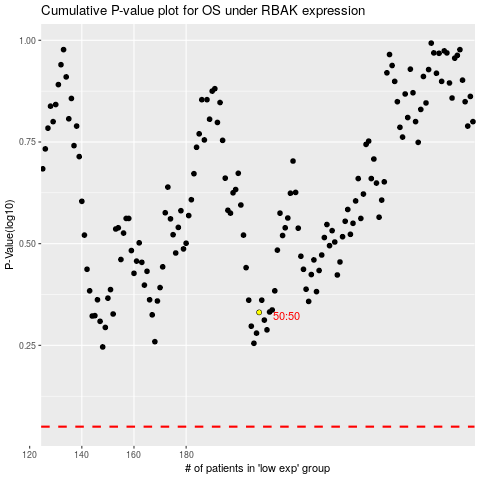 Cumulative P-value plot for OS under RBAK expression
P-Value(log10)
1.00
0.75
0.50
0.25
50:50
120 140 160 180
# of patients in 'low exp' group